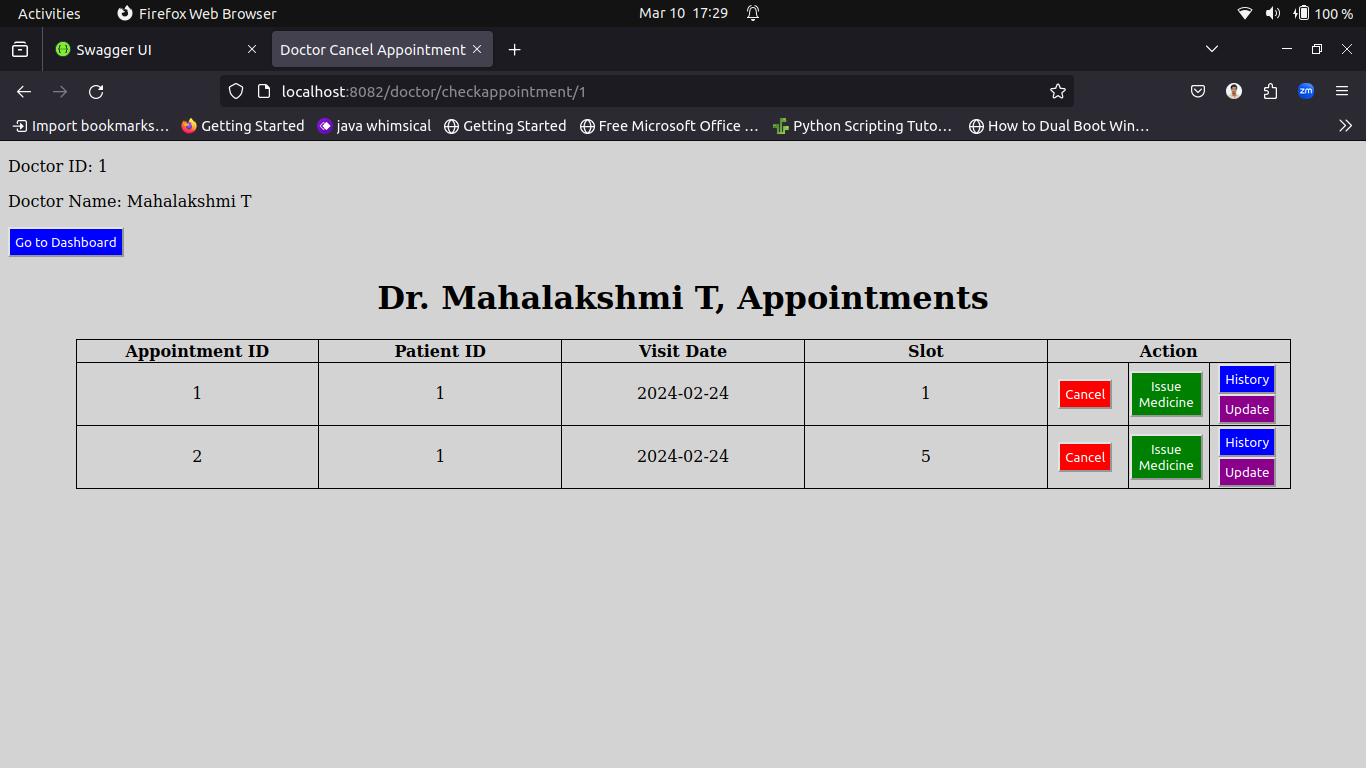 Activities Firefox Web Browser Mar 10 17:29 100 %
Swagger UI Doctor Cancel Appointment
localhost:8082/doctor/checkappointment/1 zm
Import bookmarks… Getting Started java whimsical Getting Started Free Microsoft Office … Python Scripting Tuto… How to Dual Boot Win…
Doctor ID: 1
Doctor Name: Mahalakshmi T
Go to Dashboard
Dr. Mahalakshmi T, Appointments
Appointment ID Patient ID Visit Date Slot Action
1 1 2024-02-24 1 Cancel Issue Medicine History Update
2 1 2024-02-24 5 Cancel Issue Medicine History Update